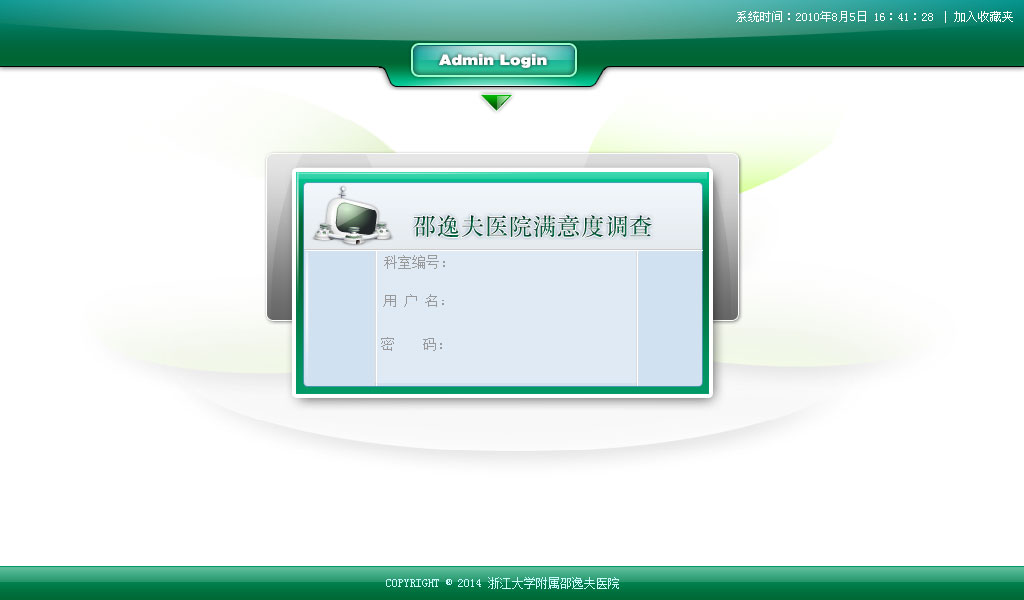 系统时间：2010年8月5日 16：41：28 | 加入收藏夹
Admin Login
邵逸夫医院满意度调查
科室编号：
用 户 名：
密 码：
COPYRIGHT © 2014 浙江大学附属邵逸夫医院